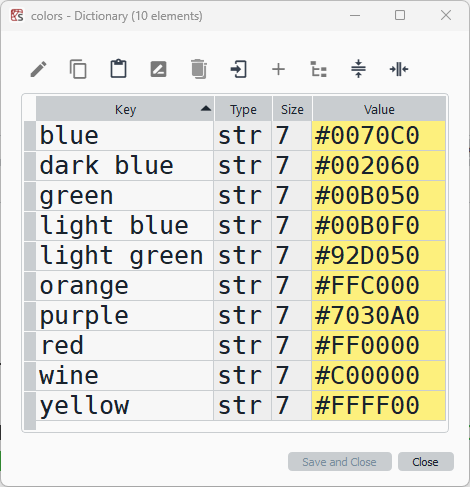 colors - Dictionary (10 elements)
Key Type Size Value
blue str 7 #0070C0
dark blue str 7 #002060
green str 7 #00B050
light blue str 7 #00B0F0
light green str 7 #92D050
orange str 7 #FFC000
purple str 7 #7030A0
red str 7 #FF0000
wine str 7 #C00000
yellow str 7 #FFFF00
Save and Close Close